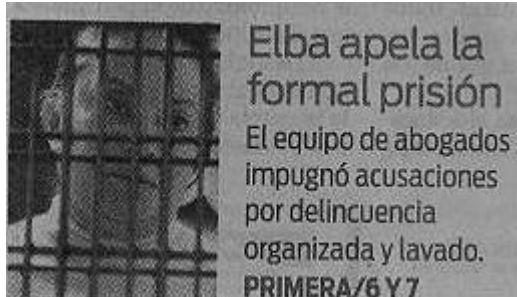 Elba apela la
formal prisión
El equipo de abogados
impugnó acusaciones
por delincuencia
organizada y lavado.
PRIMERA/6 Y 7